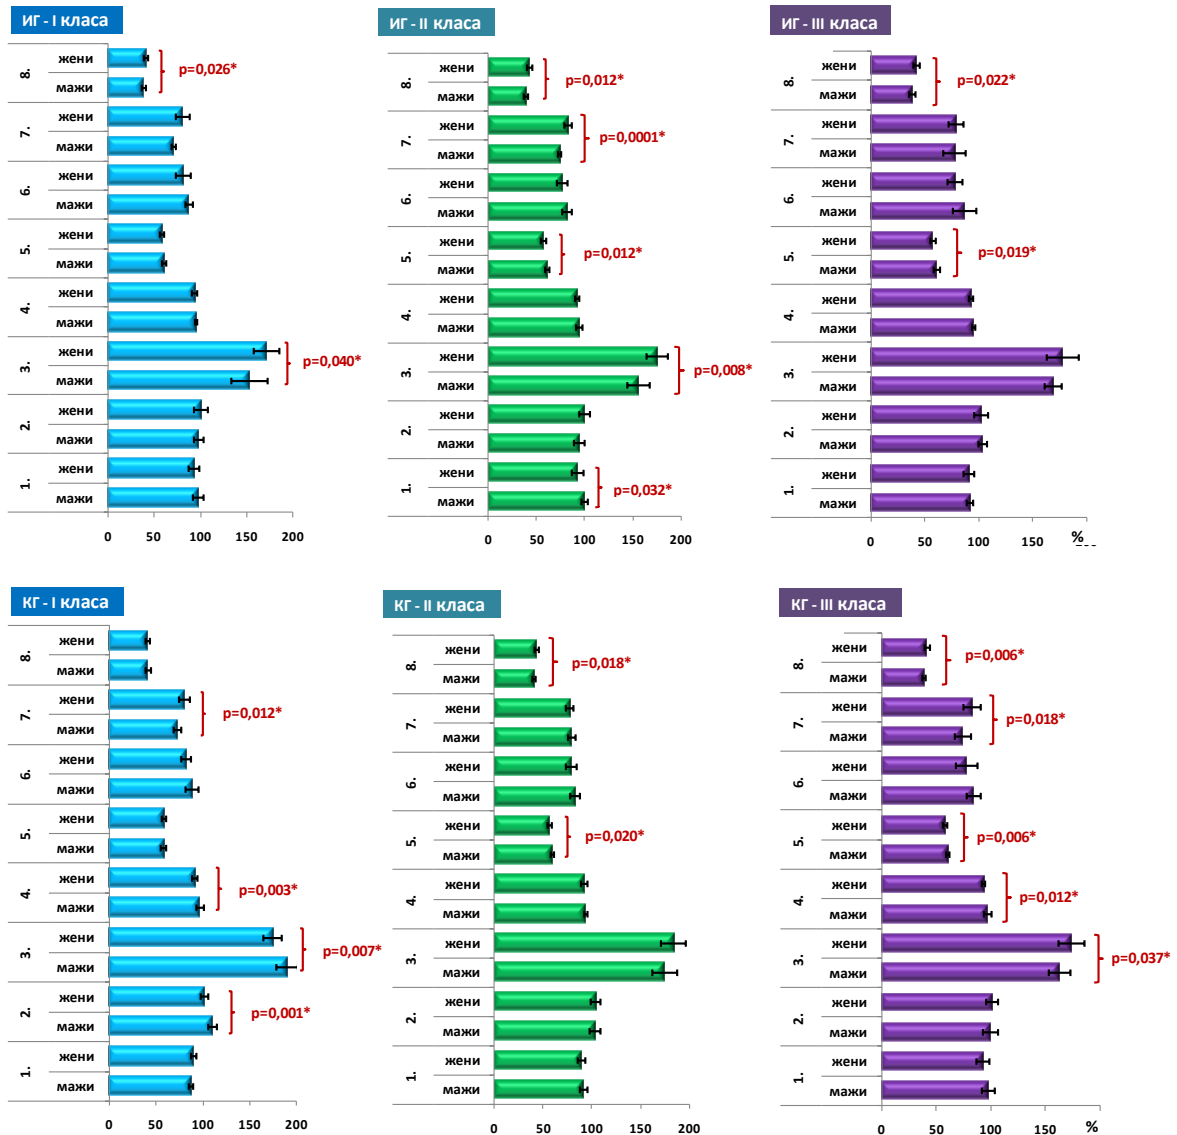 ИГ - I класа
8.
жени
мажи
p=0,026*
7.
жени
мажи
6.
жени
мажи
5.
жени
мажи
4.
жени
мажи
3.
жени
мажи
p=0,040*
2.
жени
мажи
1.
жени
мажи
0 50 100 150 200
ИГ - II класа
8.
жени
мажи
p=0,012*
7.
жени
мажи
p=0,0001*
6.
жени
мажи
5.
жени
мажи
p=0,012*
4.
жени
мажи
3.
жени
мажи
p=0,008*
2.
жени
мажи
1.
жени
мажи
p=0,032*
0 50 100 150 200
ИГ - III класа
8.
жени
мажи
p=0,022*
7.
жени
мажи
6.
жени
мажи
5.
жени
мажи
p=0,019*
4.
жени
мажи
3.
жени
мажи
2.
жени
мажи
1.
жени
мажи
0 50 100 150 %
КГ - I класа
8.
жени
мажи
7.
жени
мажи
p=0,012*
6.
жени
мажи
5.
жени
мажи
4.
жени
мажи
p=0,003*
3.
жени
мажи
p=0,007*
2.
жени
мажи
p=0,001*
1.
жени
мажи
0 50 100 150 200
КГ - II класа
8.
жени
мажи
p=0,018*
7.
жени
мажи
6.
жени
мажи
5.
жени
мажи
p=0,020*
4.
жени
мажи
3.
жени
мажи
2.
жени
мажи
1.
жени
мажи
0 50 100 150 200
КГ - III класа
8.
жени
мажи
p=0,006*
7.
жени
мажи
p=0,018*
6.
жени
мажи
5.
жени
мажи
p=0,006*
4.
жени
мажи
p=0,012*
3.
жени
мажи
p=0,037*
2.
жени
мажи
1.
жени
мажи
0 50 100 150 %